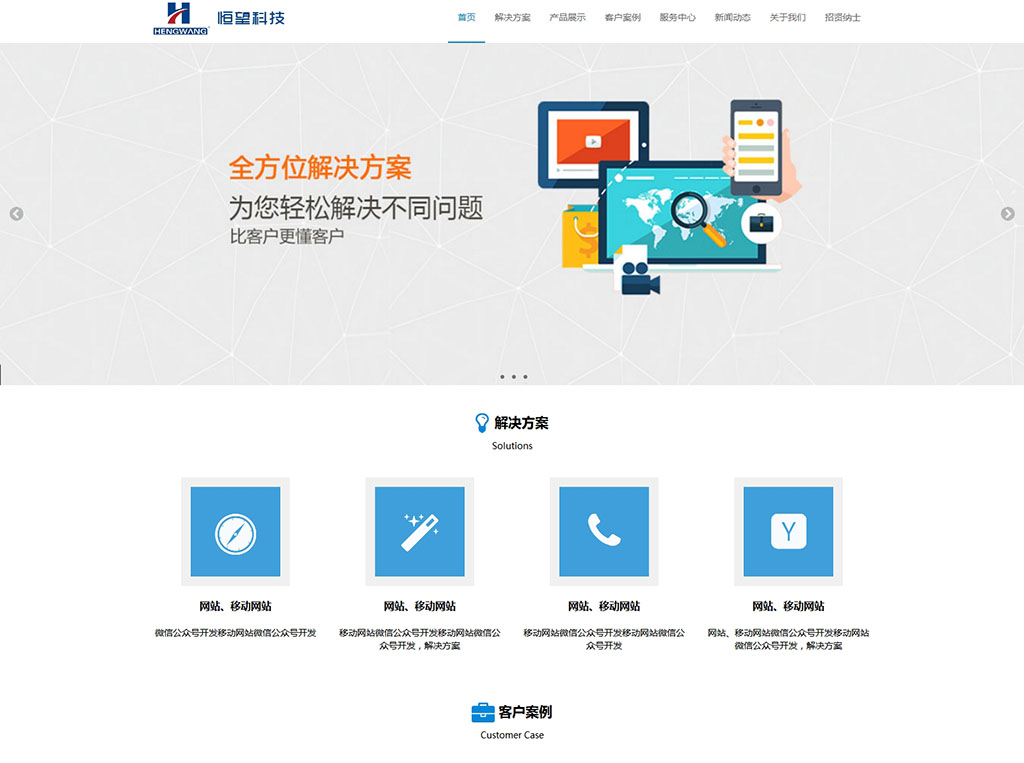 HENGWANG
恒望科技
首页 解决方案 产品展示 客户案例 服务中心 新闻动态 关于我们 招贤纳士
全方位解决方案
为您轻松解决不同问题
比客户更懂客户
解决方案
Solutions
Y
网站、移动网站 网站、移动网站 网站、移动网站 网站、移动网站
微信公众号开发移动网站微信公众号开发
移动网站微信公众号开发移动网站微信公
众号开发，解决方案
移动网站微信公众号开发移动网站微信公
众号开发
网站、移动网站微信公众号开发移动网站
微信公众号开发，解决方案
客户案例
Customer Case